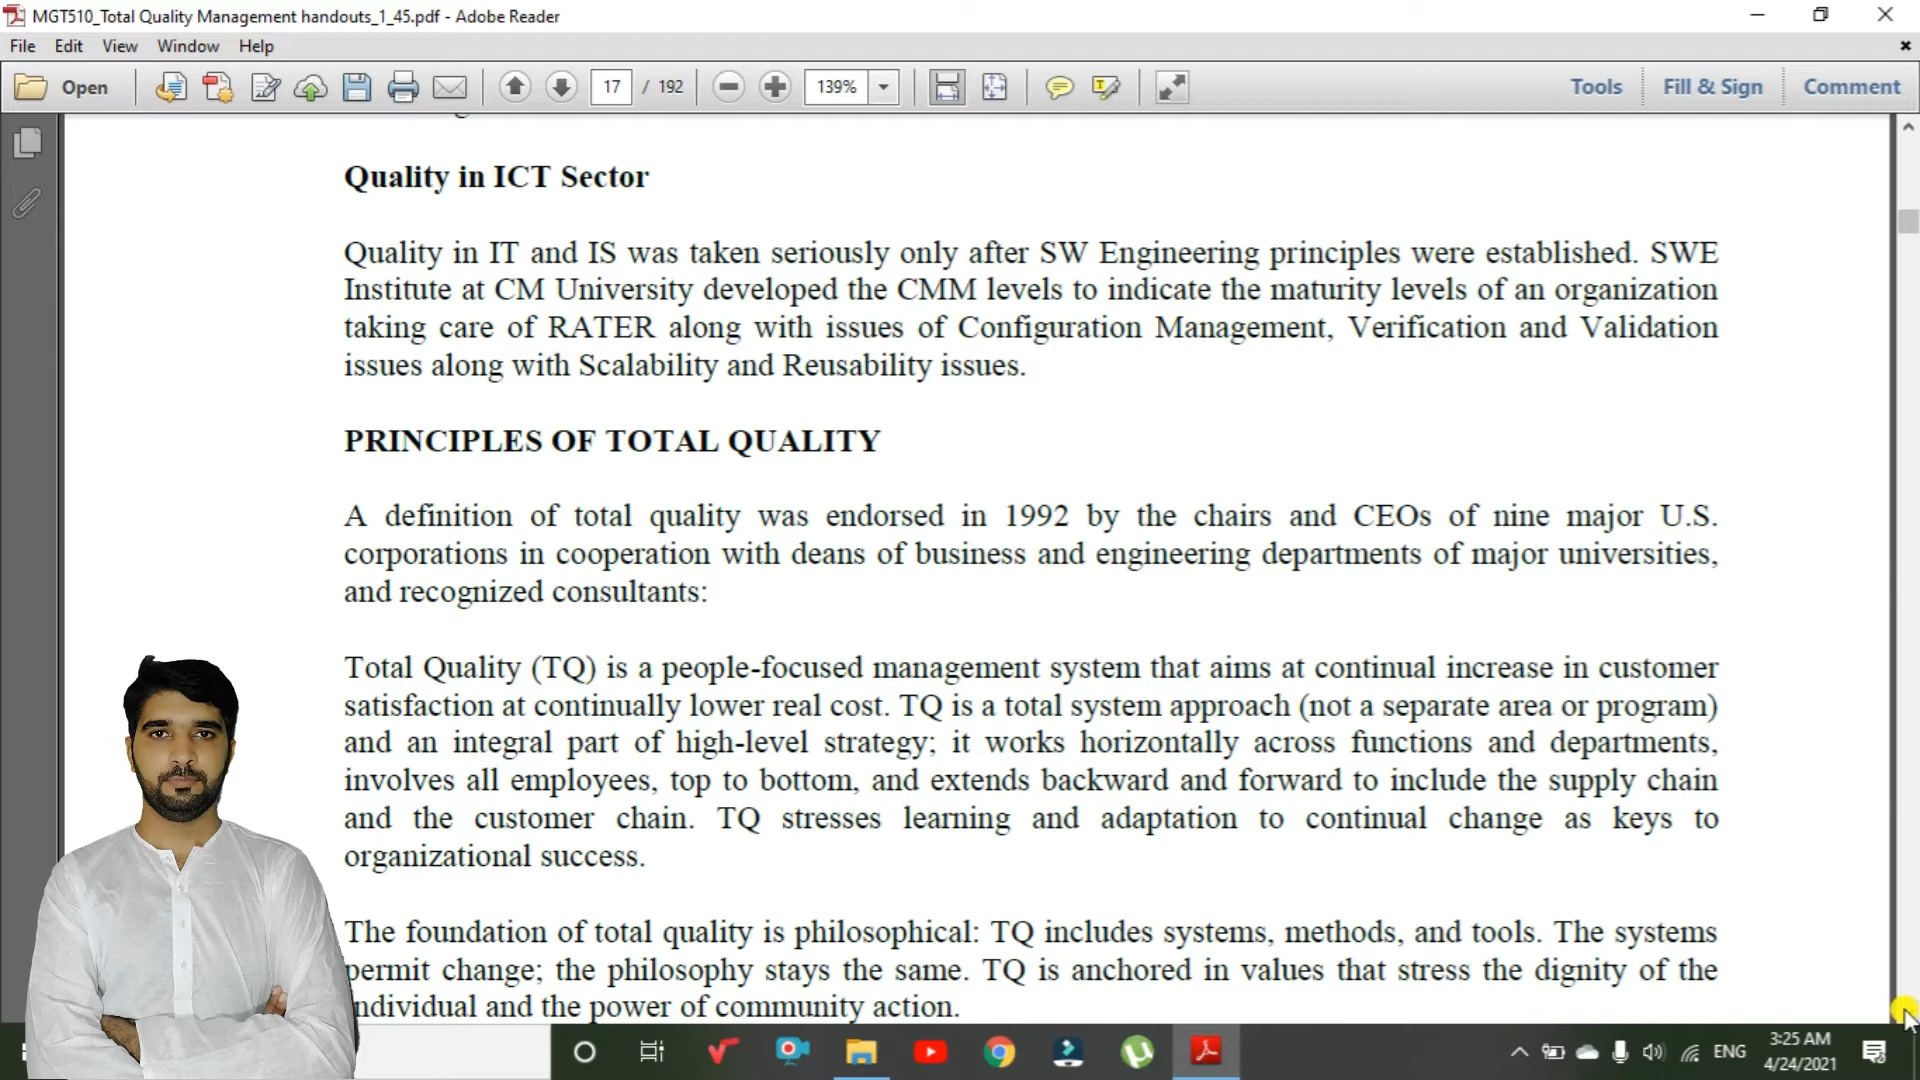 MGT510_Total Quality Management handouts_1_45.pdf - Adobe Reader
File Edit View Window Help
Open 17 / 192 139% Tools Fill & Sign Comment
Quality in ICT Sector
Quality in IT and IS was taken seriously only after SW Engineering principles were established. SWE
Institute at CM University developed the CMM levels to indicate the maturity levels of an organization
taking care of RATER along with issues of Configuration Management, Verification and Validation
issues along with Scalability and Reusability issues.
PRINCIPLES OF TOTAL QUALITY
A definition of total quality was endorsed in 1992 by the chairs and CEOs of nine major U.S.
corporations in cooperation with deans of business and engineering departments of major universities,
and recognized consultants:
Total Quality (TQ) is a people-focused management system that aims at continual increase in customer
satisfaction at continually lower real cost. TQ is a total system approach (not a separate area or program)
and an integral part of high-level strategy; it works horizontally across functions and departments,
involves all employees, top to bottom, and extends backward and forward to include the supply chain
and the customer chain. TQ stresses learning and adaptation to continual change as keys to
organizational success.
The foundation of total quality is philosophical: TQ includes systems, methods, and tools. The systems
permit change; the philosophy stays the same. TQ is anchored in values that stress the dignity of the
individual and the power of community action.
ENG
3:25 AM
4/24/2021